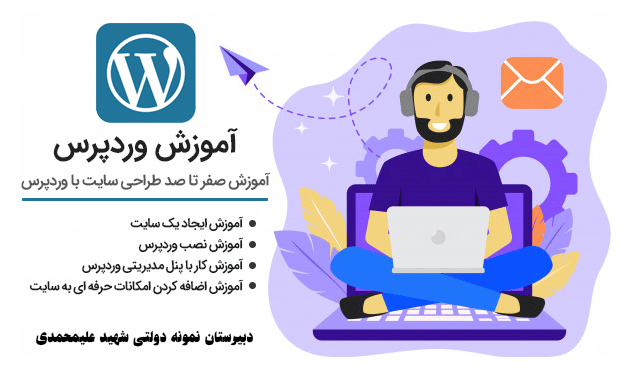 W
آموزش وردپرس
آموزش صفر تا صد طراحی سایت با وردپرس
آموزش ایجاد یک سایت
آموزش نصب وردپرس
آموزش کار با پنل مدیریتی وردپرس
آموزش اضافه کردن امکانات حرفه ای به سایت
دبیرستان نمونه دولتی شهید علیمحمدی